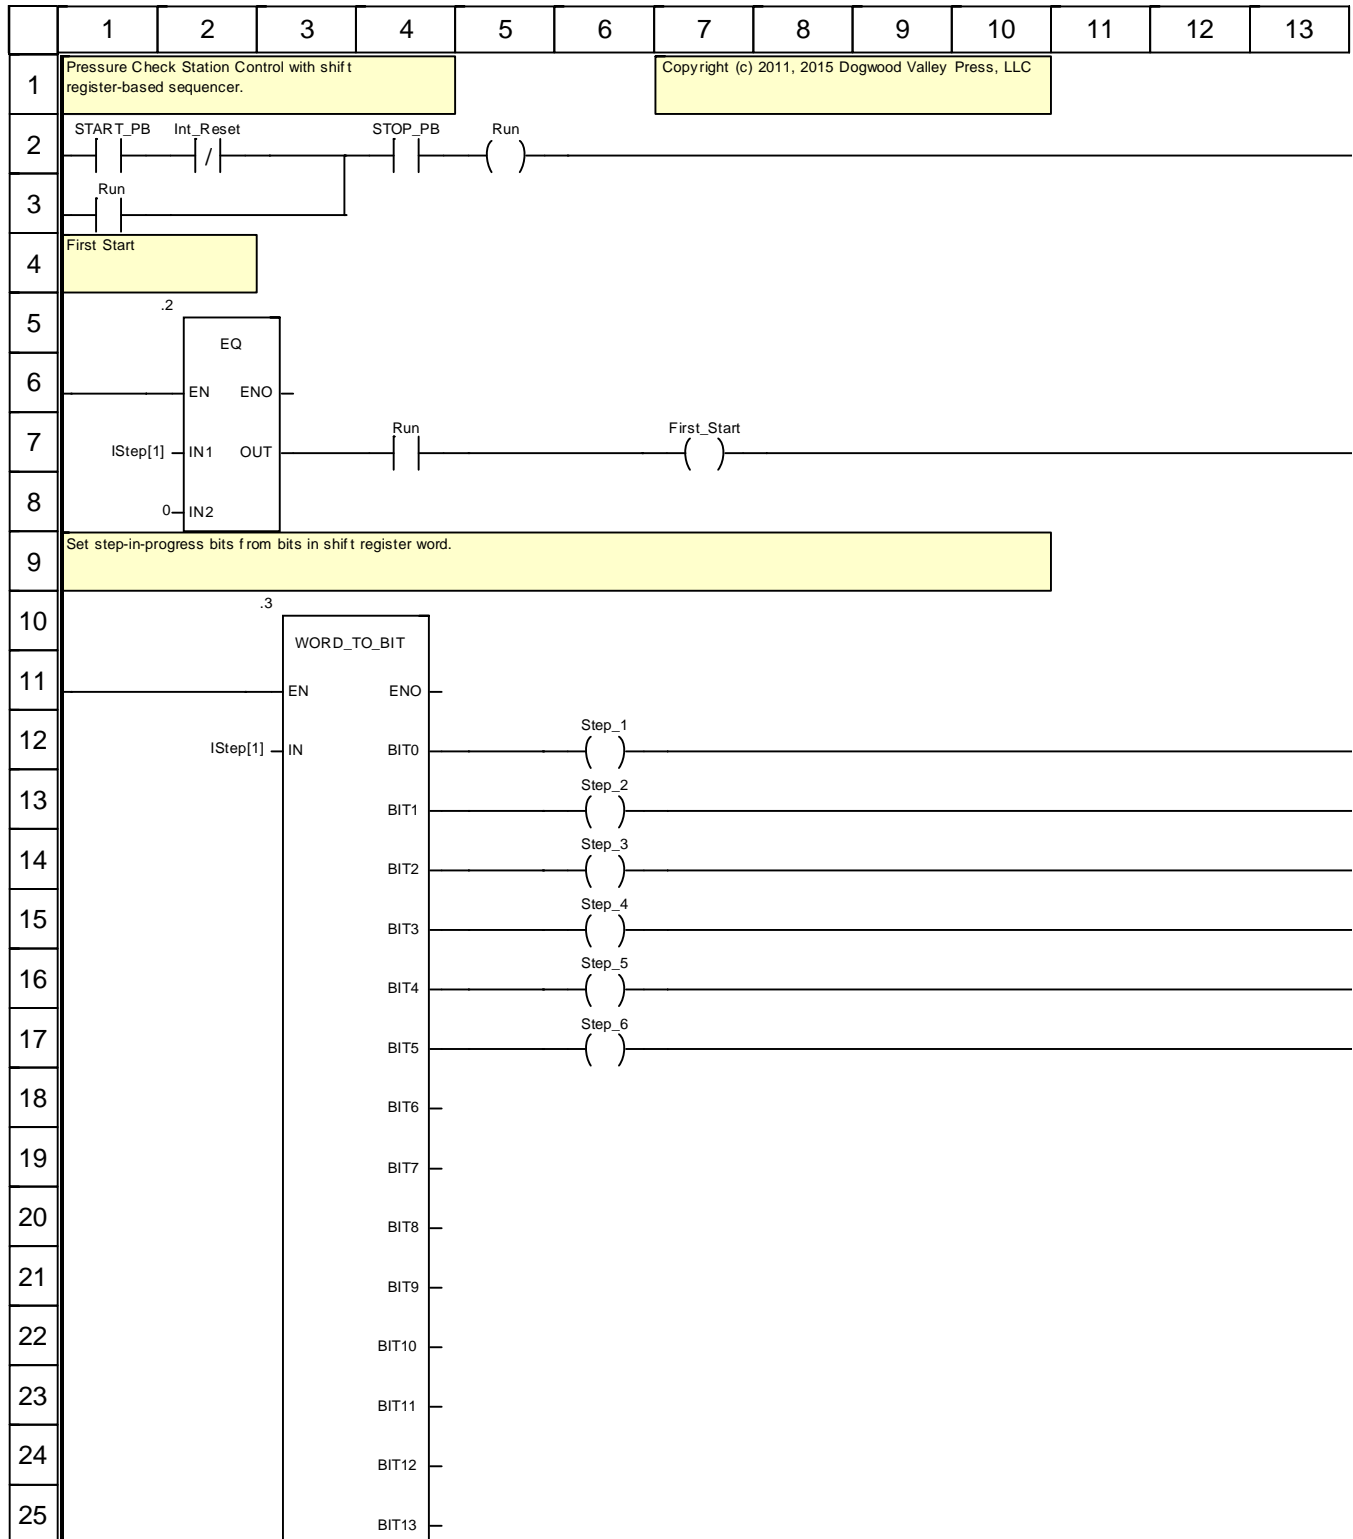 1 2 3 4 5 6 7 8 9 10 11 12 13
1 Pressure Check Station Control with shift Copyright (c) 2011, 2015 Dogwood Valley Press, LLC
register-based sequencer.
START_PB Int_Reset STOP_PB Run
2 /
Run
3
4 First Start
.2
5 EQ
6 EN ENO
Run First_Start
7 IStep[1] IN1 OUT
8 0 IN2
9 Set step-in-progress bits from bits in shift register word.
.3
10 WORD_TO_BIT
11 EN ENO
Step_1
12 IStep[1] IN BIT0
Step_2
13 BIT1
Step_3
14 BIT2
Step_4
15 BIT3
Step_5
16 BIT4
Step_6
17 BIT5
18 BIT6
19 BIT7
20 BIT8
21 BIT9
22 BIT10
23 BIT11
24 BIT12
25 BIT13